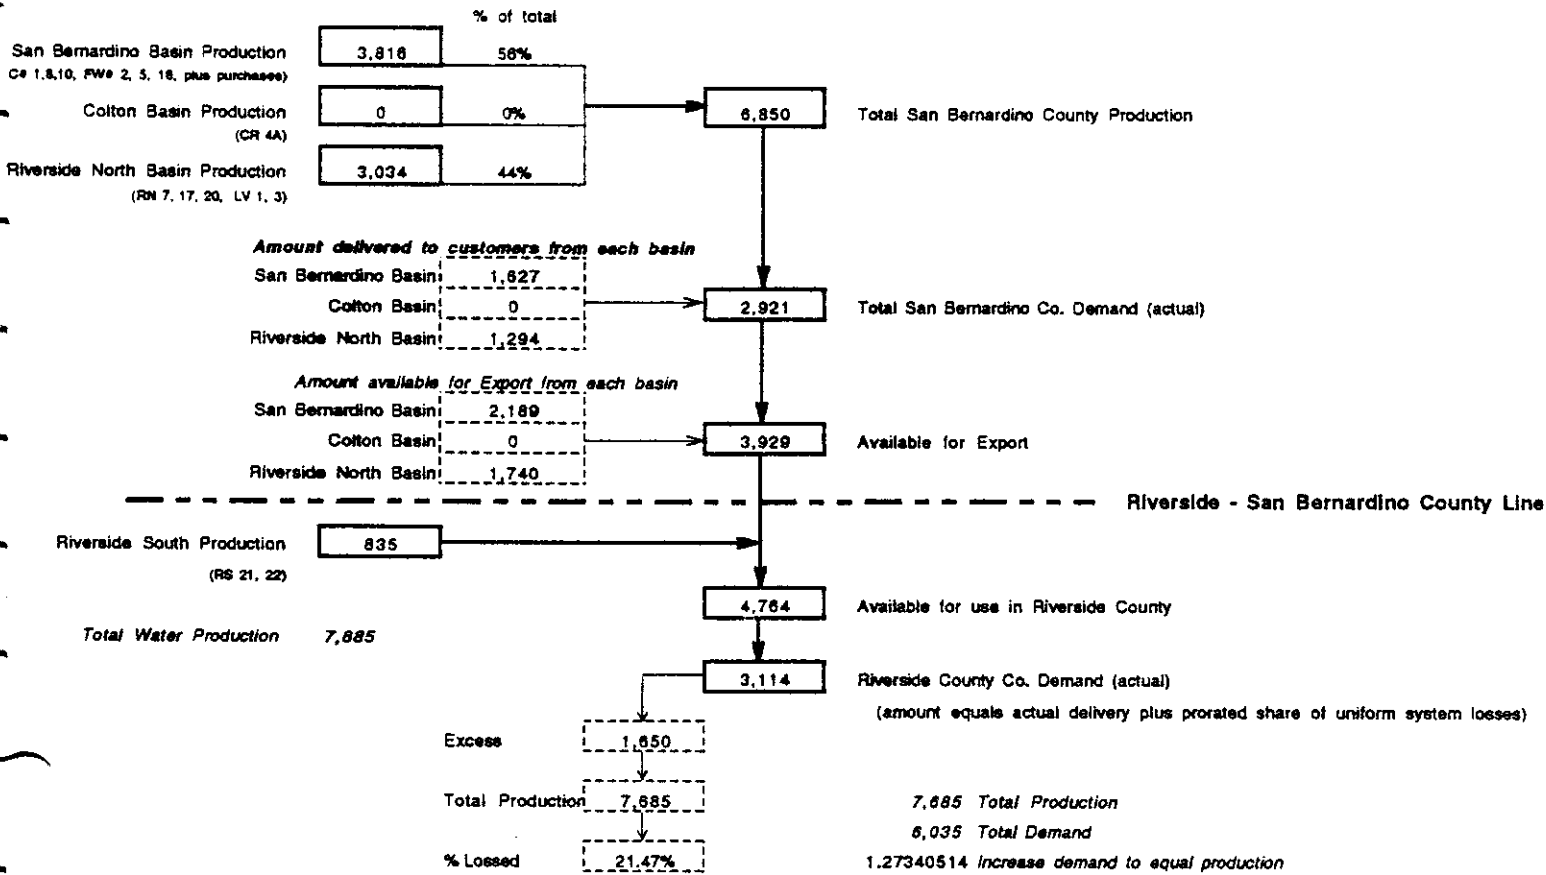 % of total
San Bernardino Basin Production 3,816 56%
C# 1,8,10, FW# 2, 5, 18, plus purchases)
Colton Basin Production 0 0% 6,850 Total San Bernardino County Production
(CR 4A)
Riverside North Basin Production 3,034 44%
(RN 7, 17, 20, LV 1, 3)
Amount delivered to customers from each basin
San Bernardino Basin 1,627
Colton Basin 0 2,921 Total San Bernardino Co. Demand (actual)
Riverside North Basin 1,294
Amount available for Export from each basin
San Bernardino Basin 2,189
Colton Basin 0 3,929 Available for Export
Riverside North Basin 1,740
Riverside - San Bernardino County Line
Riverside South Production 835
(RS 21, 22)
4,764 Available for use in Riverside County
Total Water Production 7,685
3,114 Riverside County Co. Demand (actual)
(amount equals actual delivery plus prorated share of uniform system losses)
Excess 1,650
Total Production 7,685 7,685 Total Production
6,035 Total Demand
% Lossed 21.47% 1.27340514 Increase demand to equal production